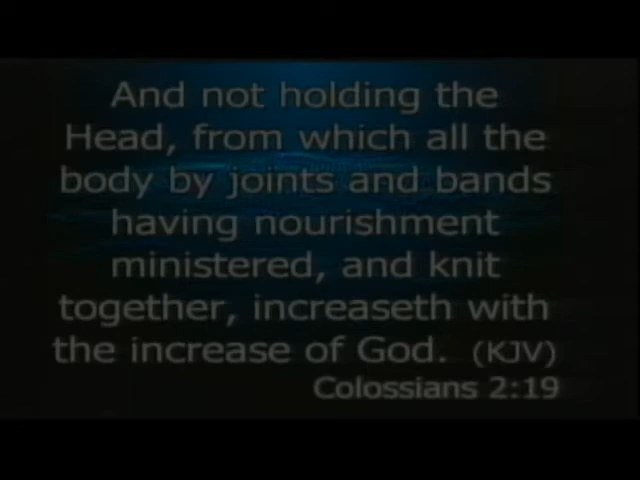 And not holding the
Head, from which all the
body by joints and bands
having nourishment
ministered, and knit
together, increaseth with
the increase of God. (KJV)
Colossians 2:19